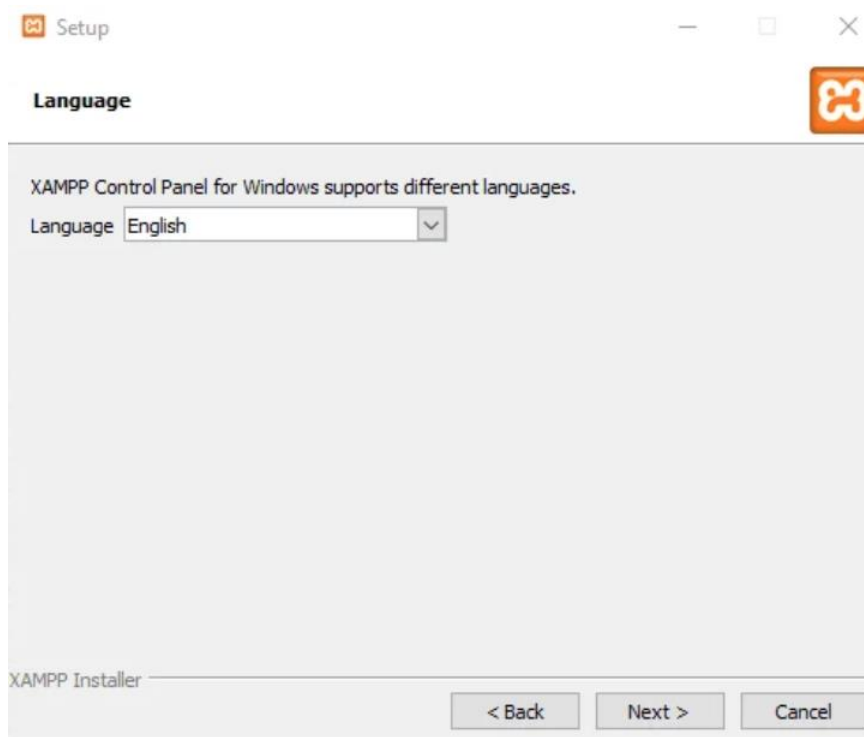 Setup
Language
XAMPP Control Panel for Windows supports different languages.
Language English
XAMPP Installer
< Back Next > Cancel